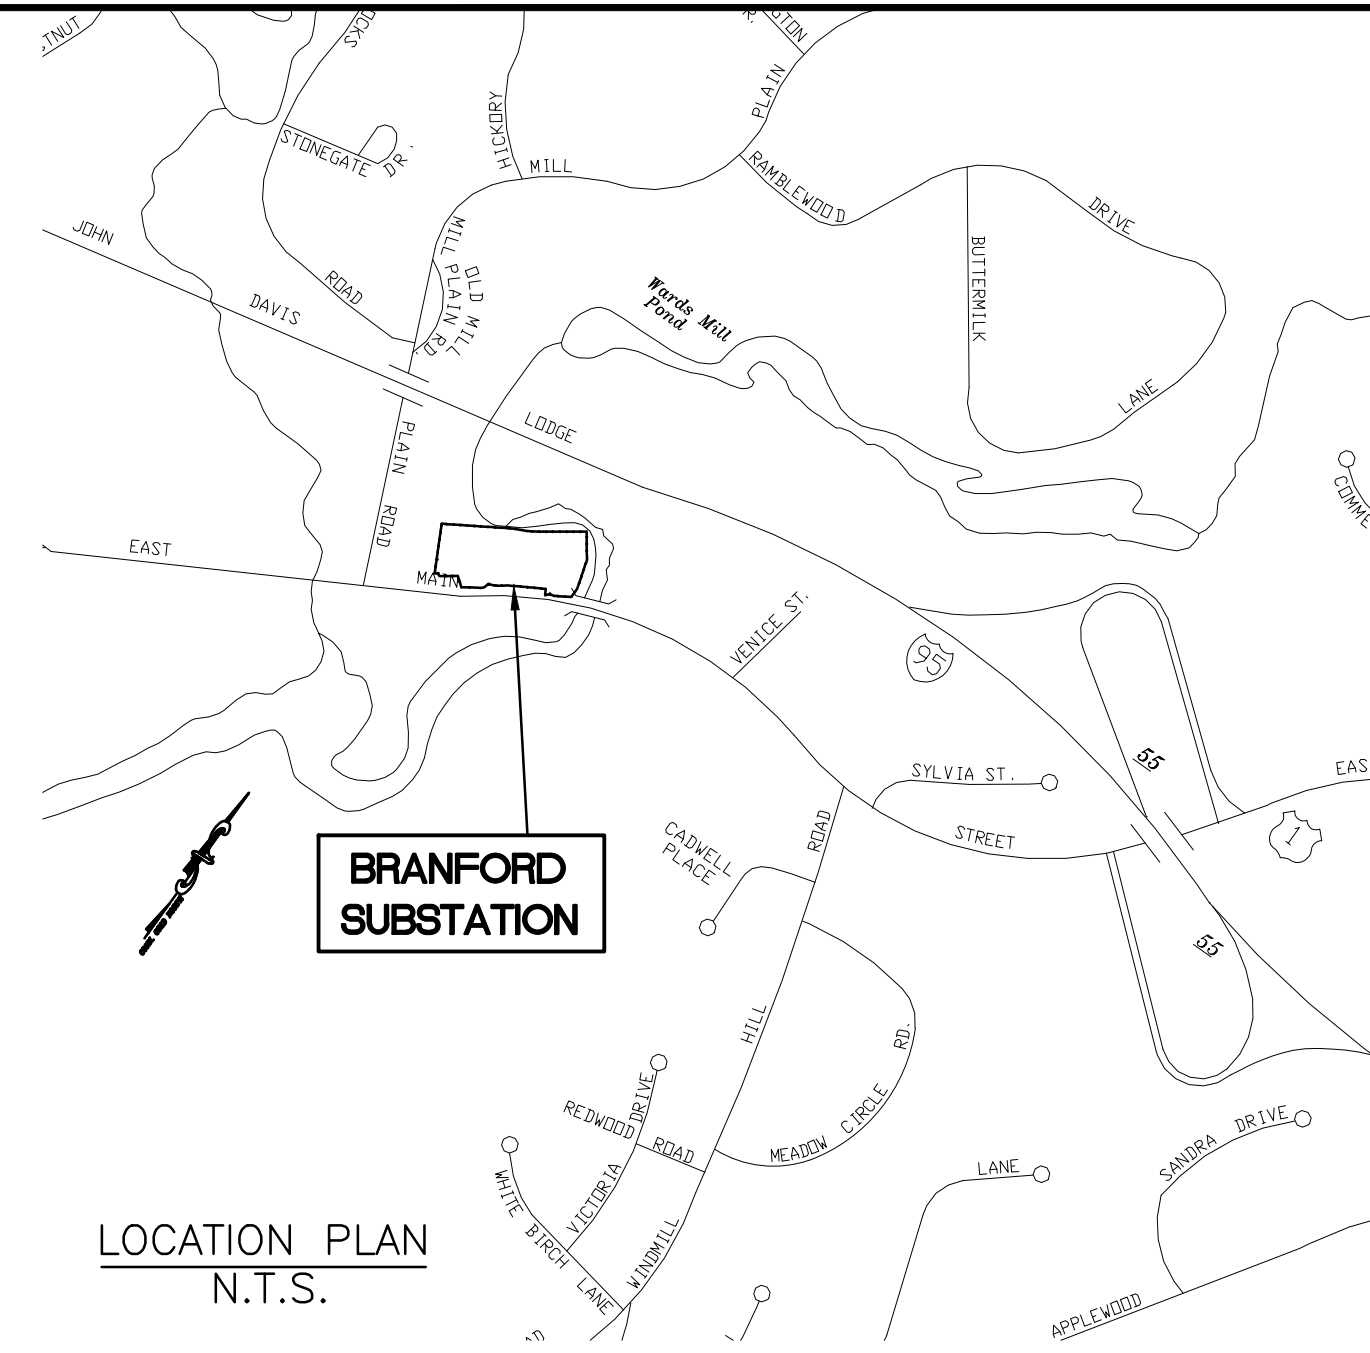 HICKORY
PLAIN
STONEGATE DR.
MILL
RAMBLEWOOD
DRIVE
JOHN
DAVIS
LODGE
ROAD
MILL PLAIN RD.
OLD MILL
Wards Mill
Pond
BUTTERMILK
LANE
PLAIN
ROAD
EAST
MAIN
VENICE ST.
95
55
SYLVIA ST.
STREET
1
CADWELL
PLACE
ROAD
BRANFORD
SUBSTATION
55
HILL
RD.
CIRCLE
MEADOW
REDWOOD
DRIVE
ROAD
VICTORIA
WHITE BIRCH LANE
WINDMILL
LANE
SANDRA DRIVE
APPLEWOOD
LOCATION PLAN
N.T.S.